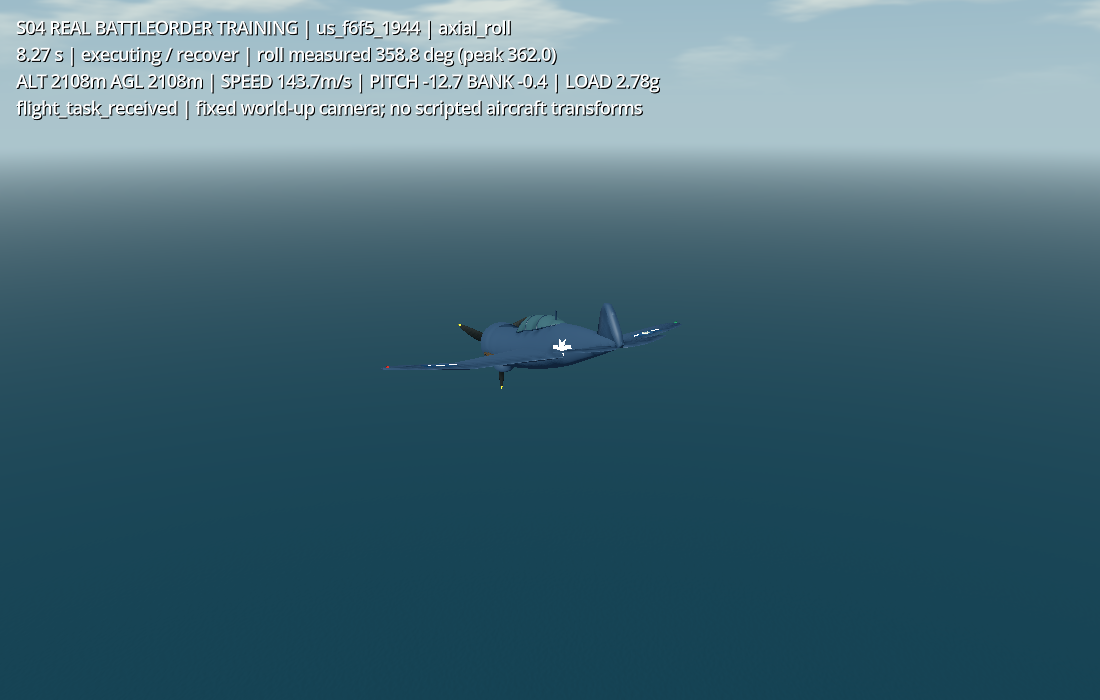 S04 REAL BATTLEORDER TRAINING | us_f6f5_1944 | axial_roll
8.27 s | executing / recover | roll measured 358.8 deg (peak 362.0)
ALT 2108m AGL 2108m | SPEED 143.7m/s | PITCH -12.7 BANK -0.4 | LOAD 2.78g
flight_task_received | fixed world-up camera; no scripted aircraft transforms